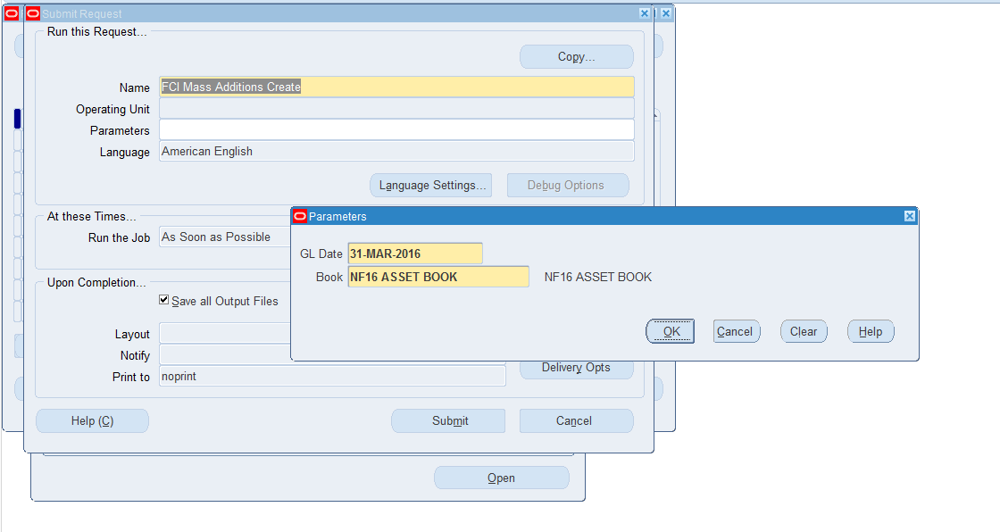 Submit Request
Run this Request...
Copy...
Name FCI Mass Additions Create
Operating Unit
Parameters
Language American English
Language Settings... Debug Options
At these Times...
Run the Job As Soon as Possible
Parameters
GL Date 31-MAR-2016
Book NF16 ASSET BOOK NF16 ASSET BOOK
OK Cancel Clear Help
Upon Completion...
Save all Output Files
Layout
Notify
Print to noprint
Delivery Opts
Help (C) Submit Cancel
Open